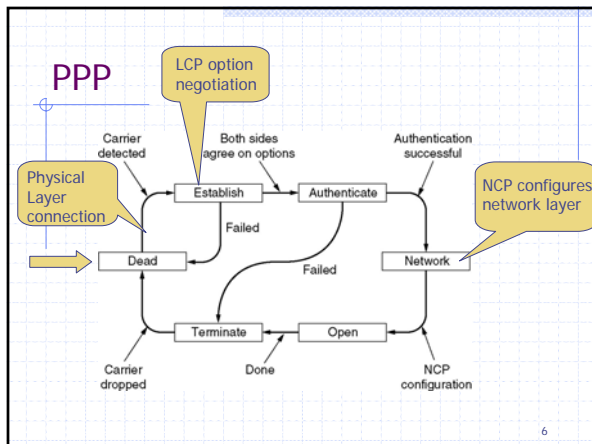 PPP
LCP option
negotiation
Carrier
detected
Both sides
agree on options
Authentication
successful
Physical
Layer
connection
Establish
Authenticate
NCP configures
network layer
Failed
Dead
Failed
Network
Terminate
Open
Carrier
dropped
Done
NCP
configuration
6